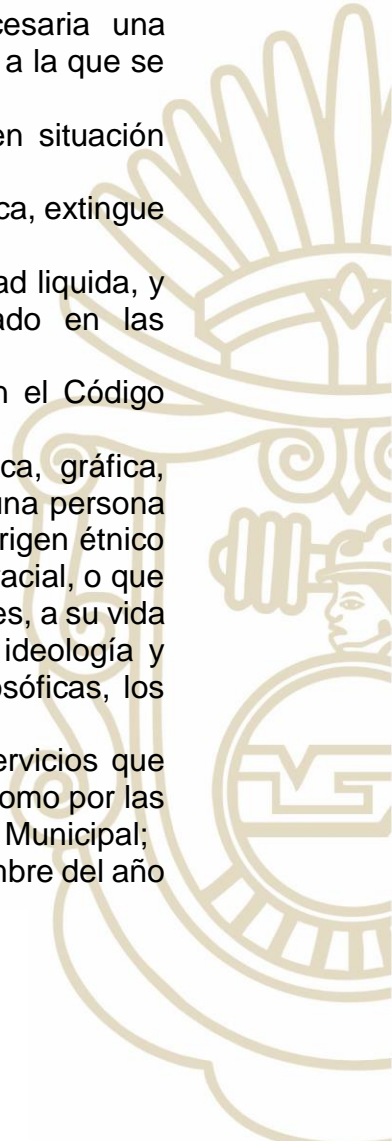 cesaria una
a la que se
en situación
ca, extingue
ad liquida, y
ado en las
n el Código
ca, gráfica,
una persona
rigen étnico
racial, o que
es, a su vida
ideología y
osóficas, los
ervicios que
omo por las
Municipal;
mbre del año